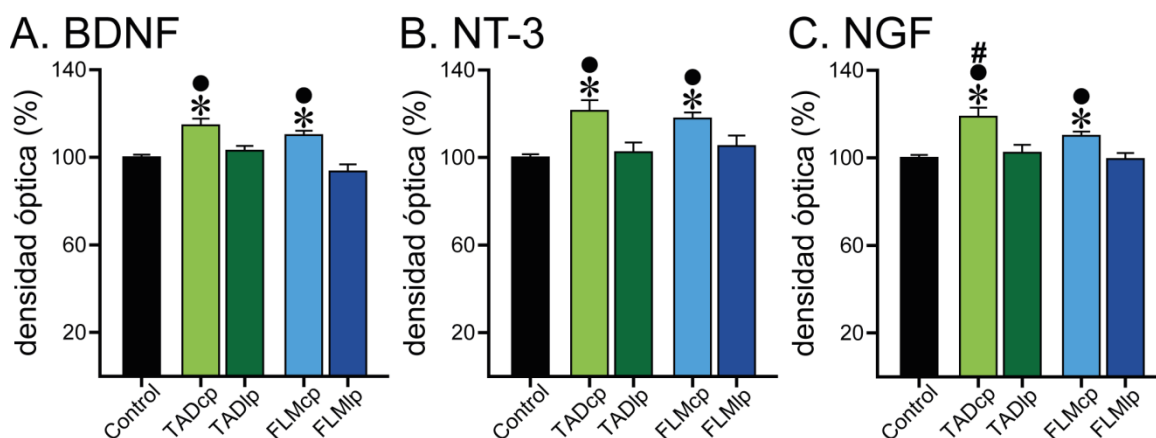 A. BDNF
densidad óptica (%)
140
100
60
20
●
*
●
*
Control
TADcp
TADlp
FLMcp
FLMlp
B. NT-3
densidad óptica (%)
140
100
60
20
●
*
●
*
Control
TADcp
TADlp
FLMcp
FLMlp
C. NGF
densidad óptica (%)
140
100
60
20
#
●
*
●
*
Control
TADcp
TADlp
FLMcp
FLMlp